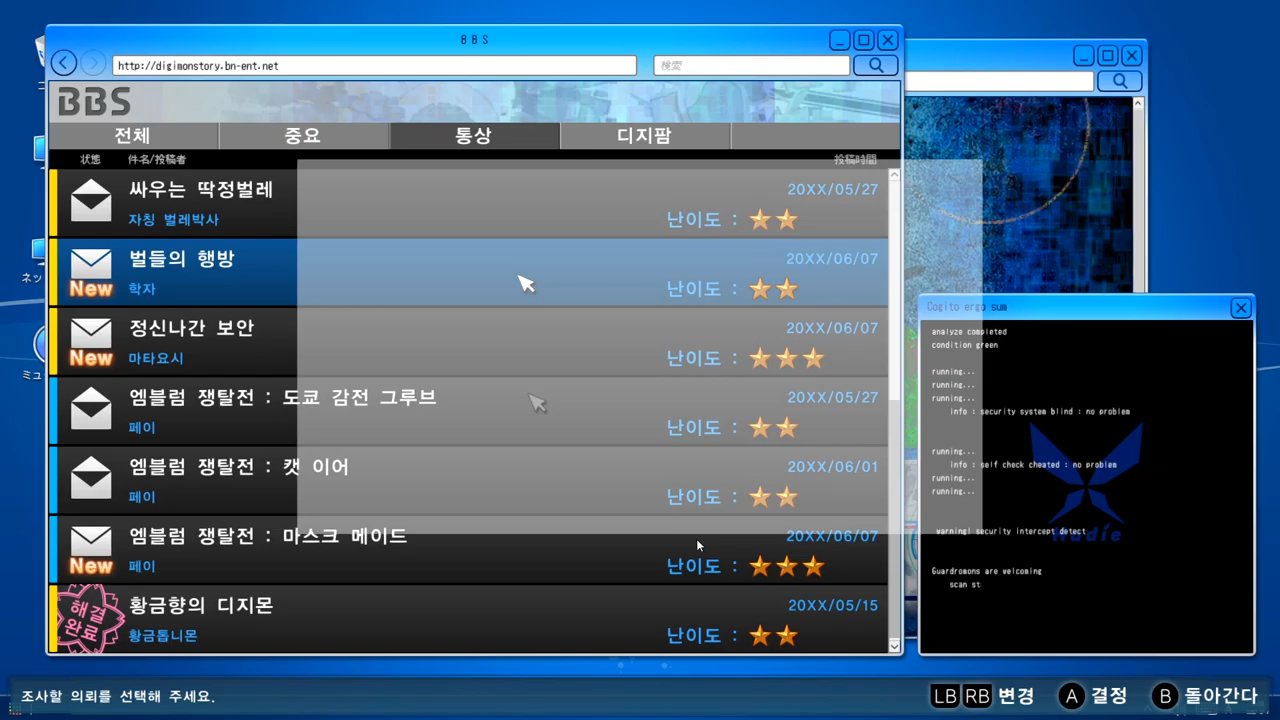 BBS
http://digimonstory.bn-ent.net
検索
BBS
전체 중요 통상 디지팜
状態 件名/投稿者 投稿時間
싸우는 딱정벌레 20XX/05/27
자칭 벌레박사 난이도 : ★★
벌들의 행방 20XX/06/07
New 학자 난이도 : ★★
정신나간 보안 20XX/06/07
New 마타요시 난이도 : ★★★
엠블럼 쟁탈전 : 도쿄 감전 그루브 20XX/05/27
페이 난이도 : ★★
엠블럼 쟁탈전 : 캣 이어 20XX/06/01
페이 난이도 : ★★
엠블럼 쟁탈전 : 마스크 메이드 20XX/06/07
New 페이 난이도 : ★★★
황금향의 디지몬 20XX/05/15
해결
완료
황금톱니몬 난이도 : ★★
ネッ
ミュ
Cogito ergo sum
analyze completed
condition green
running...
running...
running...
info : security system blind : no problem
running...
info : self check cheated : no problem
running...
running...
warning! security intercept detect
Hudie
Guardromons are welcoming
scan st
조사할 의뢰를 선택해 주세요.
LB RB 변경 A 결정 B 돌아간다